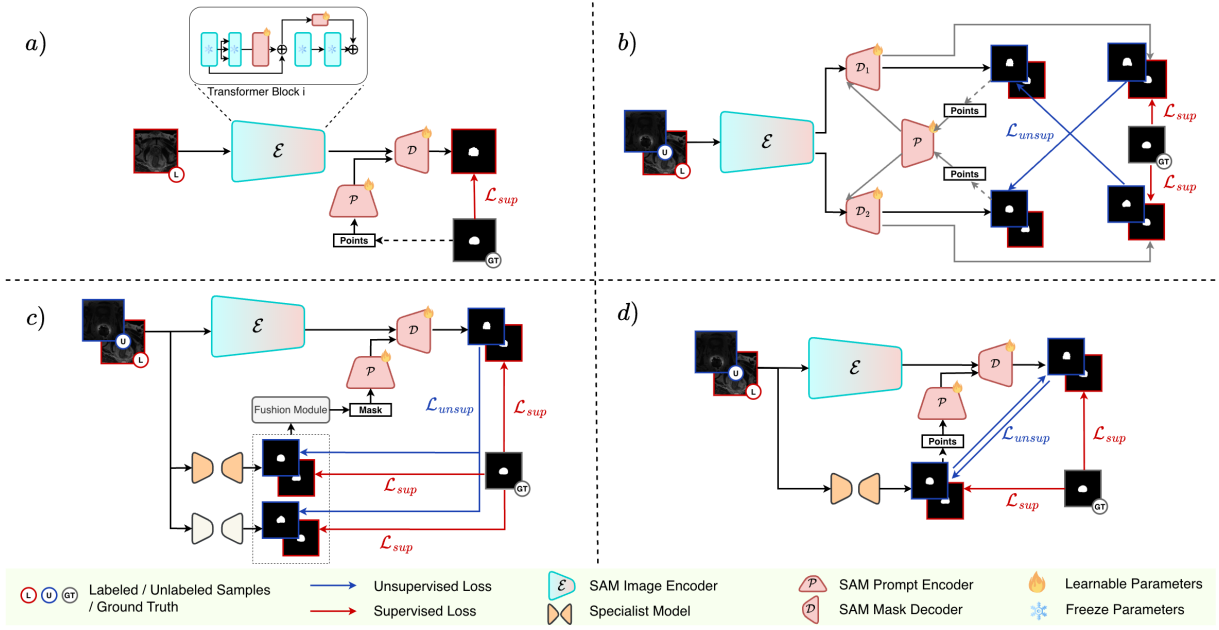 a)
Transformer Block i
ℰ
𝒟
𝒫
L
Points
GT
ℒsup
b)
U
L
ℰ
𝒟1
𝒫
𝒟2
Points
Points
ℒunsup
ℒsup
GT
ℒsup
c)
U
L
ℰ
𝒟
𝒫
Fushion Module
Mask
ℒunsup
ℒsup
ℒsup
GT
ℒsup
d)
U
L
ℰ
𝒟
𝒫
Points
ℒunsup
ℒsup
ℒsup
GT
L U GT
Labeled / Unlabeled Samples
/ Ground Truth
Unsupervised Loss
Supervised Loss
ℰ SAM Image Encoder
Specialist Model
𝒫 SAM Prompt Encoder
𝒟 SAM Mask Decoder
Learnable Parameters
Freeze Parameters